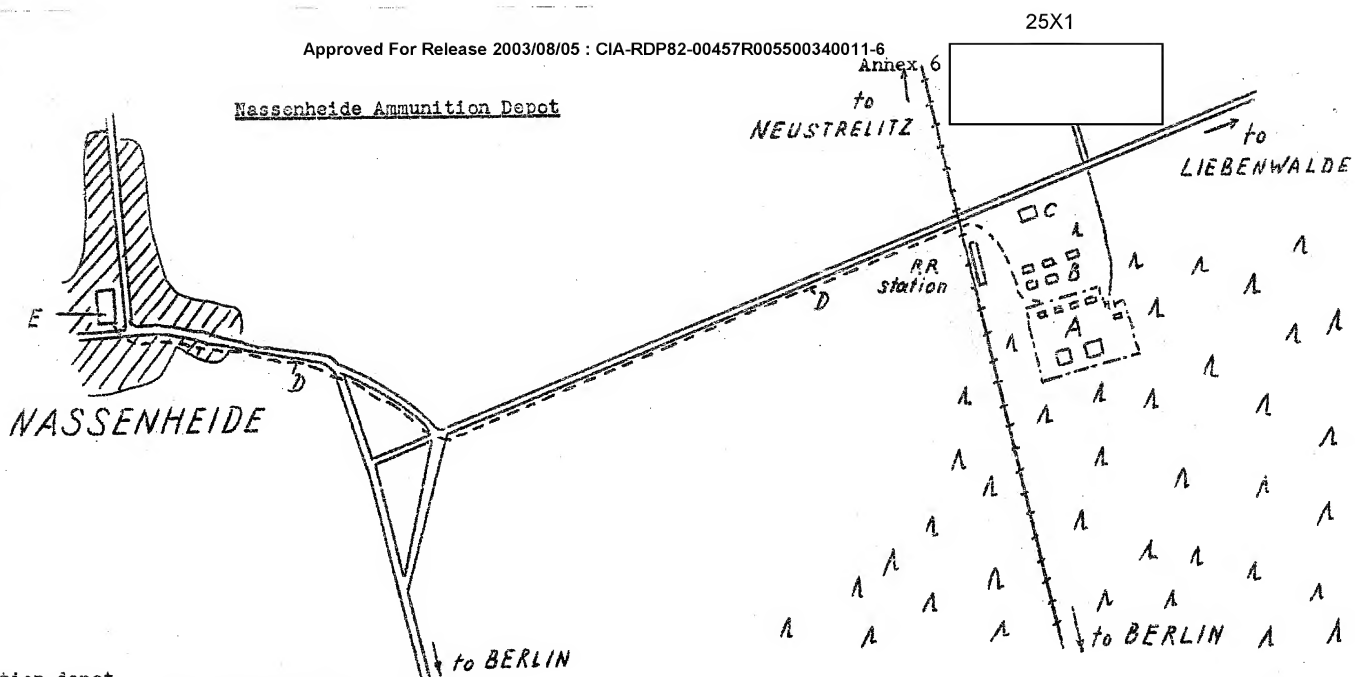 25X1
Approved For Release 2003/08/05 : CIA-RDP82-00457R005500340011-6
Annex 6
Nassenheide Ammunition Depot
to
NEUSTRELITZ
to
LIEBENWALDE
C
RR
station
B
D
A
E
D
NASSENHEIDE
to BERLIN
to BERLIN
depot